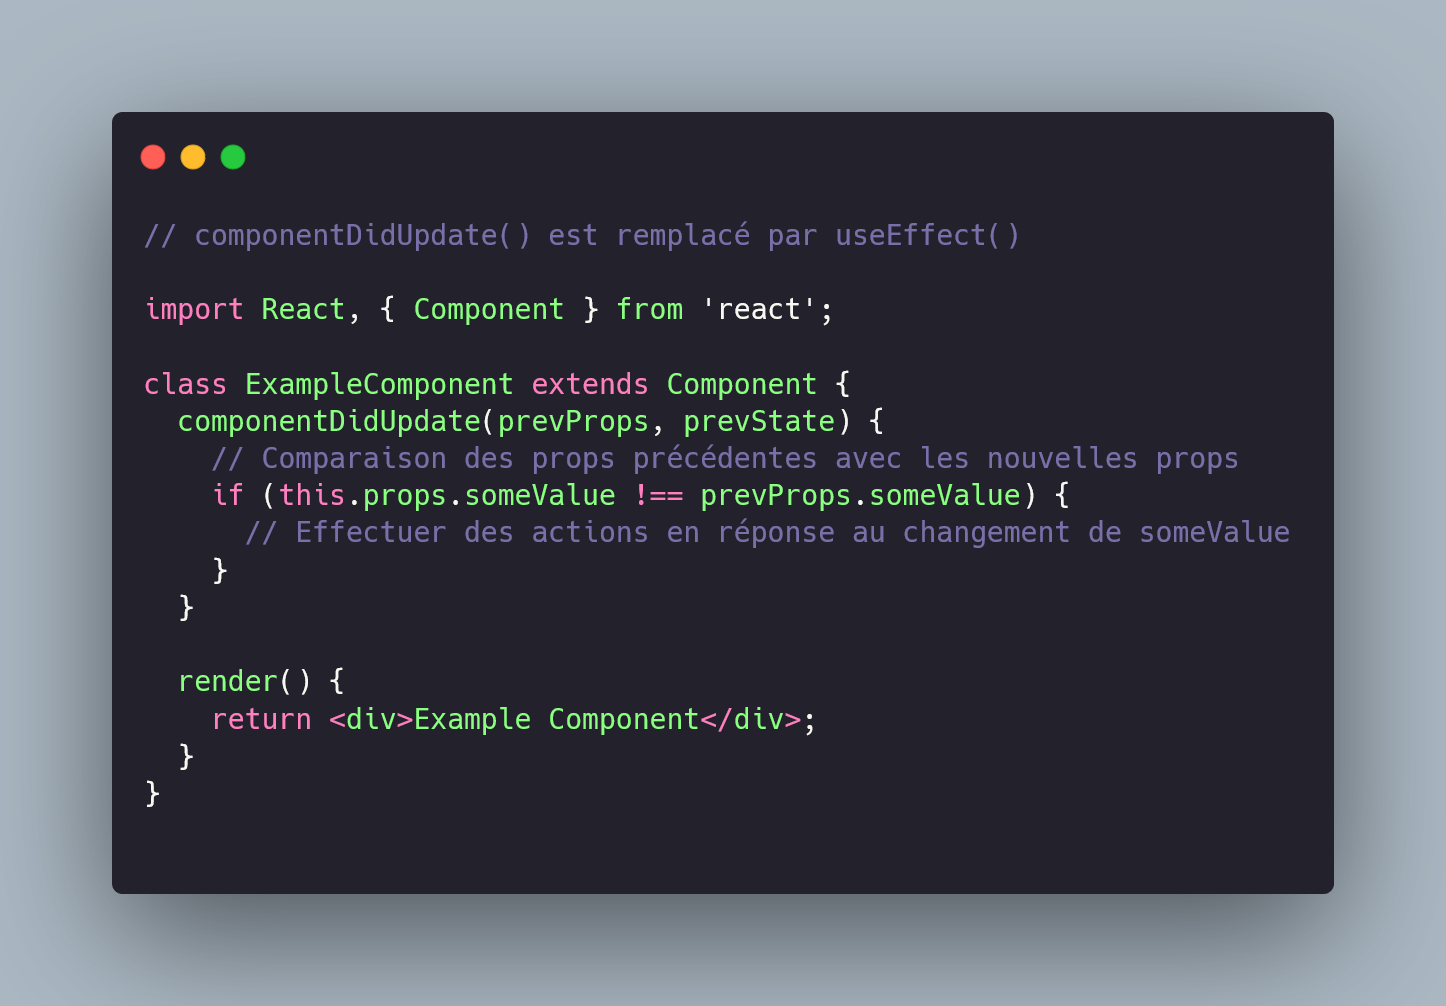 // componentDidUpdate() est remplacé par useEffect()
import React, { Component } from 'react';
class ExampleComponent extends Component {
componentDidUpdate(prevProps, prevState) {
// Comparaison des props précédentes avec les nouvelles props
if (this.props.someValue !== prevProps.someValue) {
// Effectuer des actions en réponse au changement de someValue
}
}
render() {
return <div>Example Component</div>;
}
}